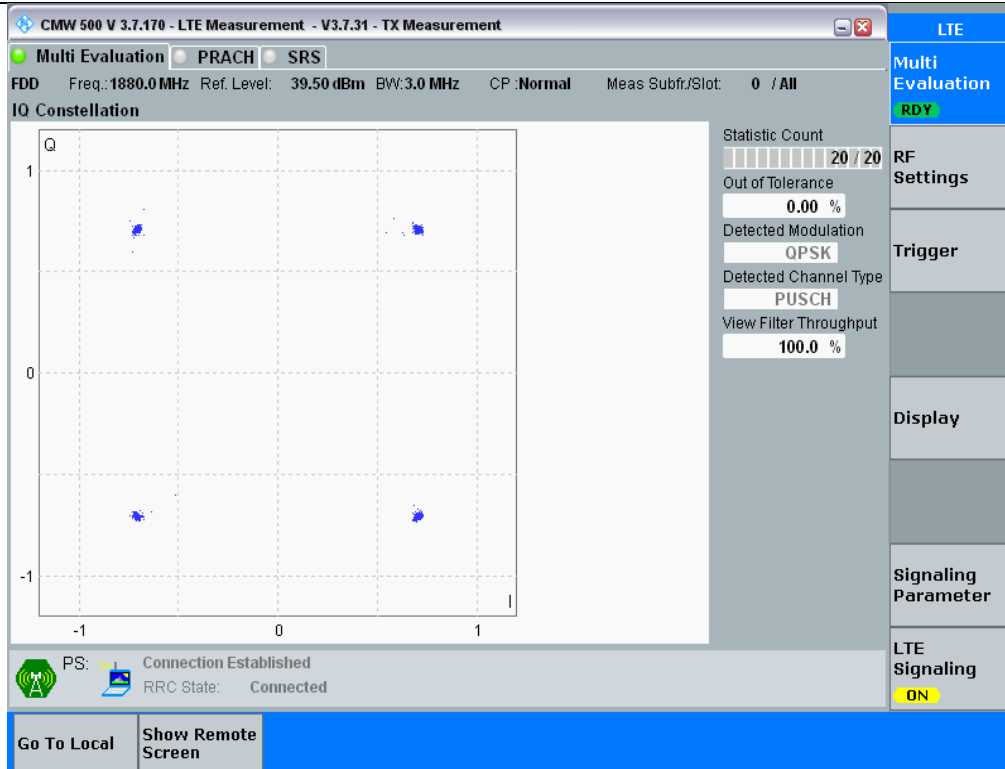 CMW 500 V 3.7.170 - LTE Measurement - V3.7.31 - TX Measurement
LTE
Multi Evaluation PRACH SRS
FDD Freq.:1880.0 MHz Ref. Level: 39.50 dBm BW:3.0 MHz CP :Normal Meas Subfr./Slot: 0 / All
IQ Constellation
Q
1
0
-1
-1 0 1
I
Statistic Count
20 / 20
Out of Tolerance
0.00 %
Detected Modulation
QPSK
Detected Channel Type
PUSCH
View Filter Throughput
100.0 %
Multi
Evaluation
RDY
RF
Settings
Trigger
Display
Signaling
Parameter
LTE
Signaling
ON
PS: Connection Established
RRC State: Connected
Go To Local
Show Remote
Screen